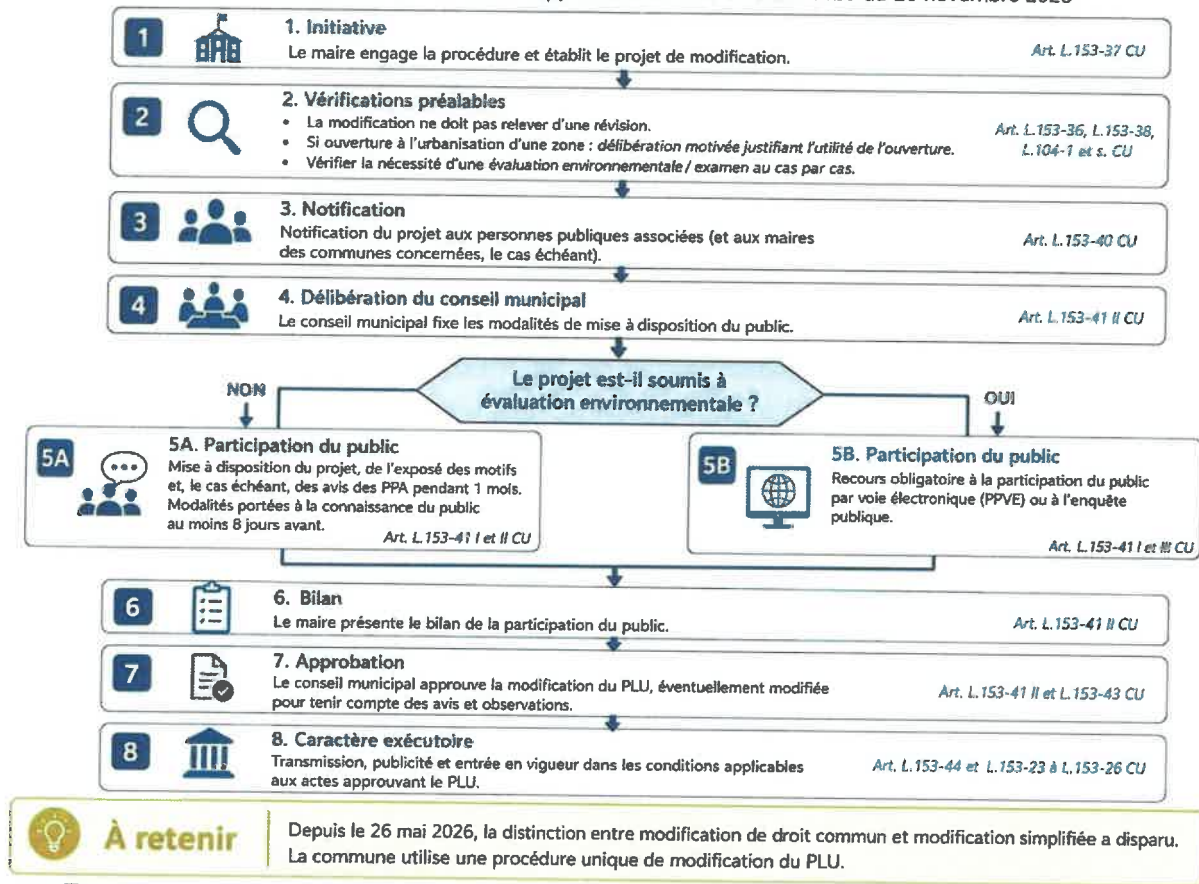 1
1. Initiative
Le maire engage la procédure et établit le projet de modification.
Art. L.153-37 CU
2
2. Vérifications préalables
• La modification ne doit pas relever d'une révision.
• Si ouverture à l'urbanisation d'une zone : délibération motivée justifiant l'utilité de l'ouverture.
• Vérifier la nécessité d'une évaluation environnementale / examen au cas par cas.
Art. L.153-36, L.153-38,
L.104-1 et s. CU
3
3. Notification
Notification du projet aux personnes publiques associées (et aux maires
des communes concernées, le cas échéant).
Art. L.153-40 CU
4
4. Délibération du conseil municipal
Le conseil municipal fixe les modalités de mise à disposition du public.
Art. L.153-41 II CU
Le projet est-il soumis à
évaluation environnementale ?
NON
OUI
5A
5A. Participation du public
Mise à disposition du projet, de l'exposé des motifs
et, le cas échéant, des avis des PPA pendant 1 mois.
Modalités portées à la connaissance du public
au moins 8 jours avant.
Art. L.153-41 I et II CU
5B
5B. Participation du public
Recours obligatoire à la participation du public
par voie électronique (PPVE) ou à l'enquête
publique.
Art. L.153-41 I et III CU
6
6. Bilan
Le maire présente le bilan de la participation du public.
Art. L.153-41 II CU
7
7. Approbation
Le conseil municipal approuve la modification du PLU, éventuellement modifiée
pour tenir compte des avis et observations.
Art. L.153-41 II et L.153-43 CU
8
8. Caractère exécutoire
Transmission, publicité et entrée en vigueur dans les conditions applicables
aux actes approuvant le PLU.
Art. L.153-44 et L.153-23 à L.153-26 CU
À retenir
Depuis le 26 mai 2026, la distinction entre modification de droit commun et modification simplifiée a disparu.
La commune utilise une procédure unique de modification du PLU.